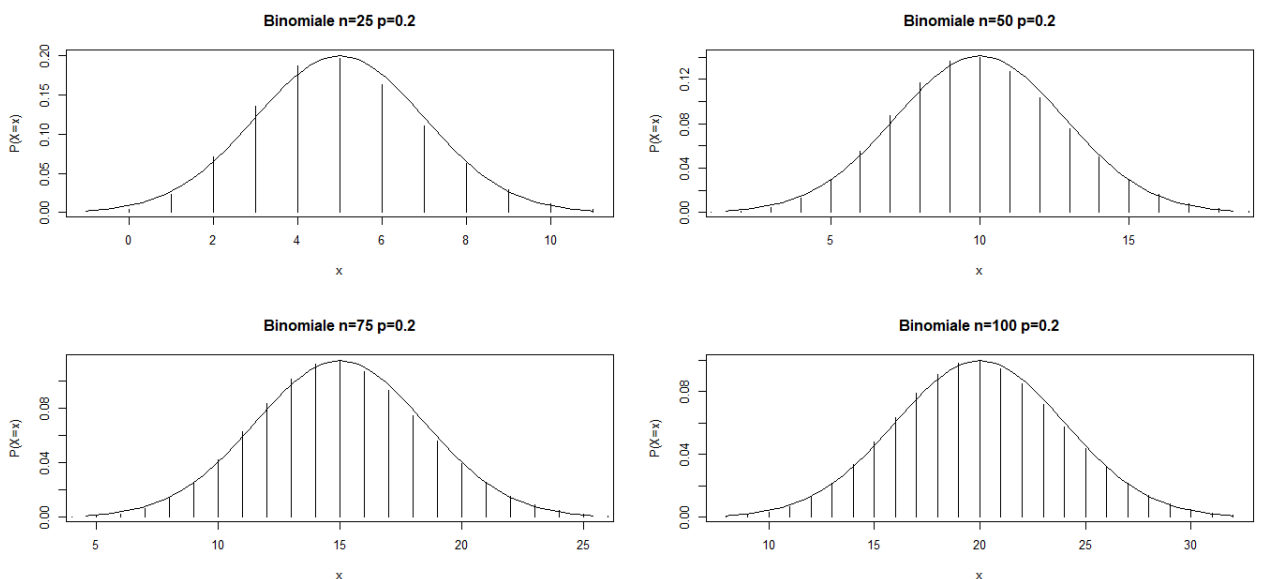 Binomiale n=25 p=0.2
P(X=x)
0.00 0.05 0.10 0.15 0.20
0 2 4 6 8 10
x
Binomiale n=50 p=0.2
P(X=x)
0.00 0.04 0.08 0.12
5 10 15
x
Binomiale n=75 p=0.2
P(X=x)
0.00 0.04 0.08
5 10 15 20 25
x
Binomiale n=100 p=0.2
P(X=x)
0.00 0.04 0.08
10 15 20 25 30
x